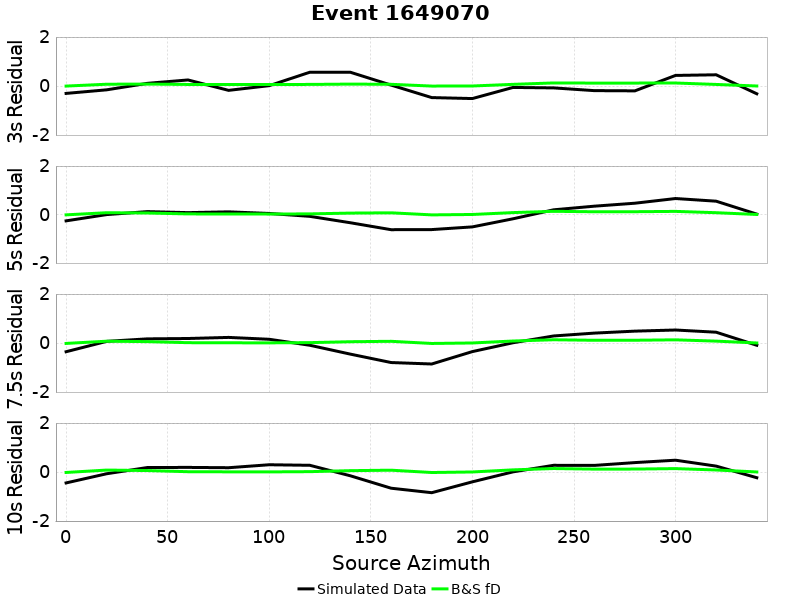 Event 1649070
3s Residual
2
0
-2
5s Residual
2
0
-2
7.5s Residual
2
0
-2
10s Residual
2
0
-2
0 50 100 150 200 250 300
Source Azimuth
Simulated Data B&S fD